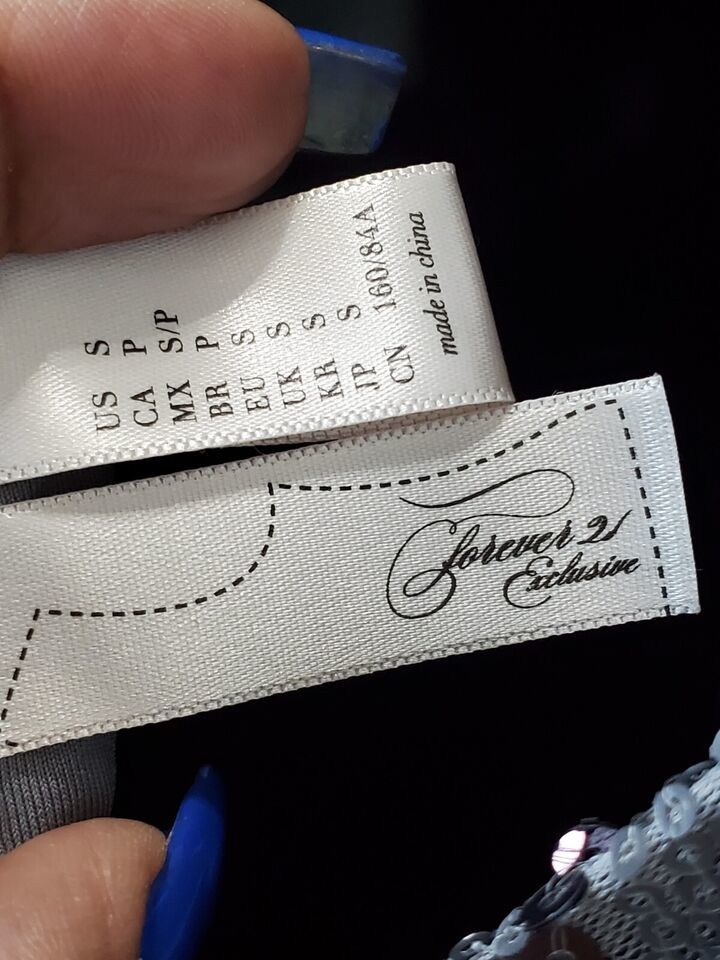 US S
CA P
MX S/P
BR P
EU S
UK S
KR S
JP S
CN 160/84A
made in china
forever 21
Exclusive